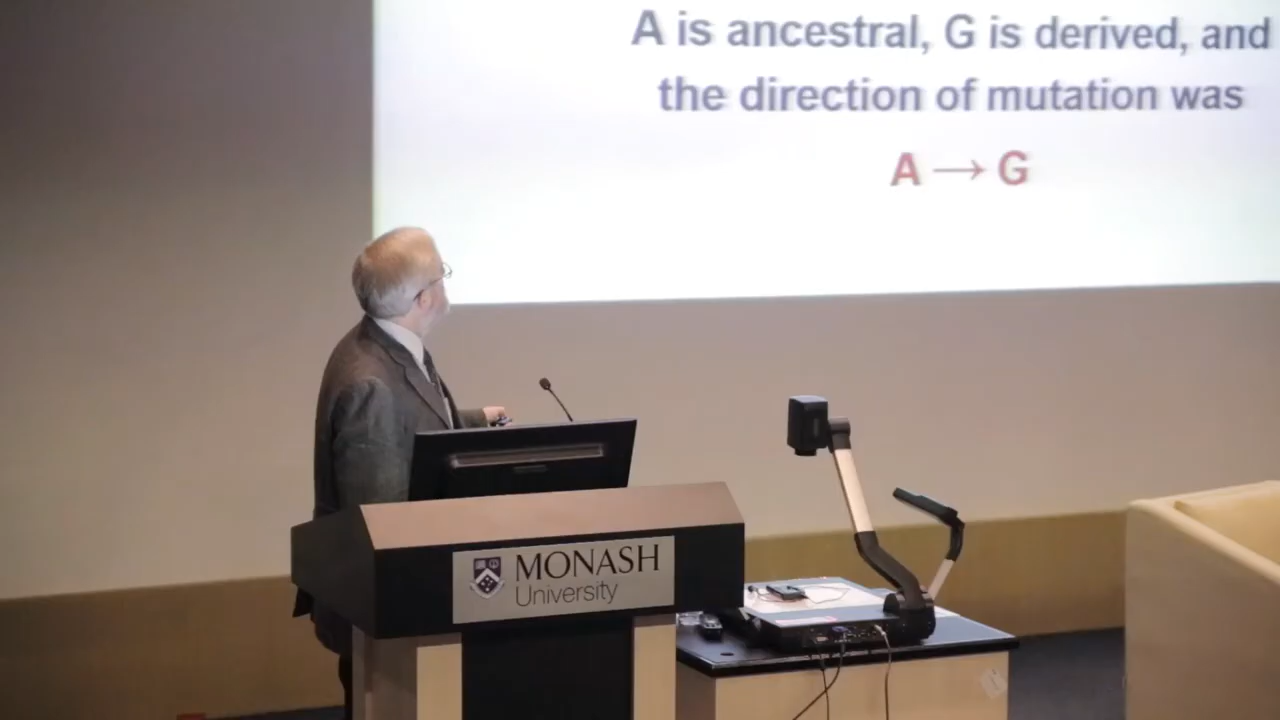 A is ancestral, G is derived, and
the direction of mutation was
A → G
MONASH
University